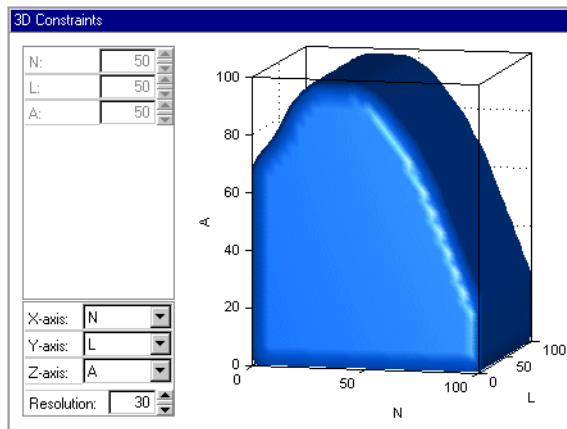 3D Constraints
N: 50
L: 50
A: 50
X-axis: N
Y-axis: L
Z-axis: A
Resolution: 30
100
80
60
40
20
0
A
0
50
100
N
0
50
100
L